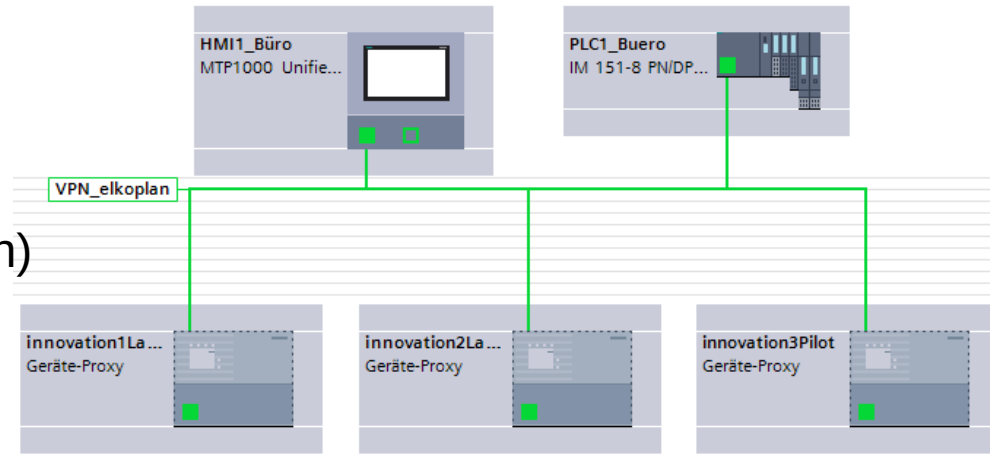 HMI1_Büro
MTP1000 Unifie...
PLC1_Buero
IM 151-8 PN/DP...
VPN_elkoplan
n)
innovation1La...
Geräte-Proxy
innovation2La...
Geräte-Proxy
innovation3Pilot
Geräte-Proxy